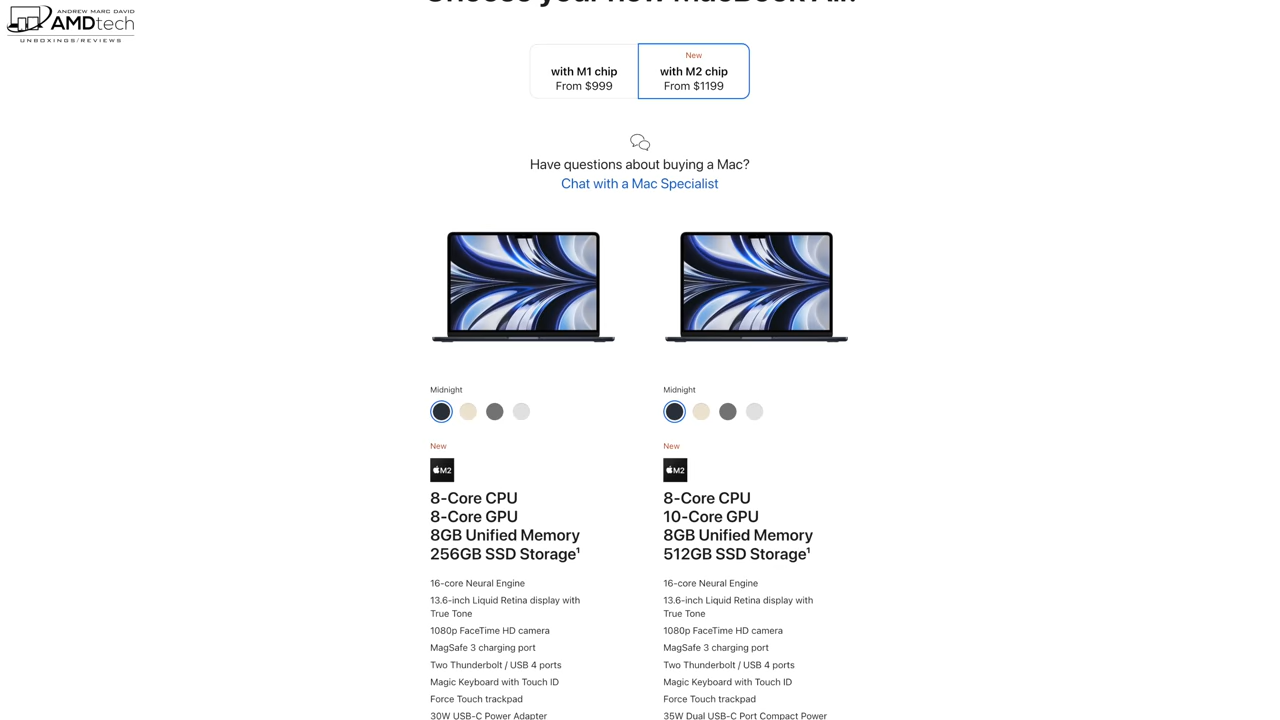 ANDREW MARC DAVID
AMDtech
UNBOXINGS/REVIEWS
Choose your new MacBook Air.
New
with M1 chip
with M2 chip
From $999
From $1199
Have questions about buying a Mac?
Chat with a Mac Specialist
Midnight
New
M2
8-Core CPU
8-Core GPU
8GB Unified Memory
256GB SSD Storage¹
16-core Neural Engine
13.6-inch Liquid Retina display with
True Tone
1080p FaceTime HD camera
MagSafe 3 charging port
Two Thunderbolt / USB 4 ports
Magic Keyboard with Touch ID
Force Touch trackpad
30W USB-C Power Adapter
Midnight
New
M2
8-Core CPU
10-Core GPU
8GB Unified Memory
512GB SSD Storage¹
16-core Neural Engine
13.6-inch Liquid Retina display with
True Tone
1080p FaceTime HD camera
MagSafe 3 charging port
Two Thunderbolt / USB 4 ports
Magic Keyboard with Touch ID
Force Touch trackpad
35W Dual USB-C Port Compact Power